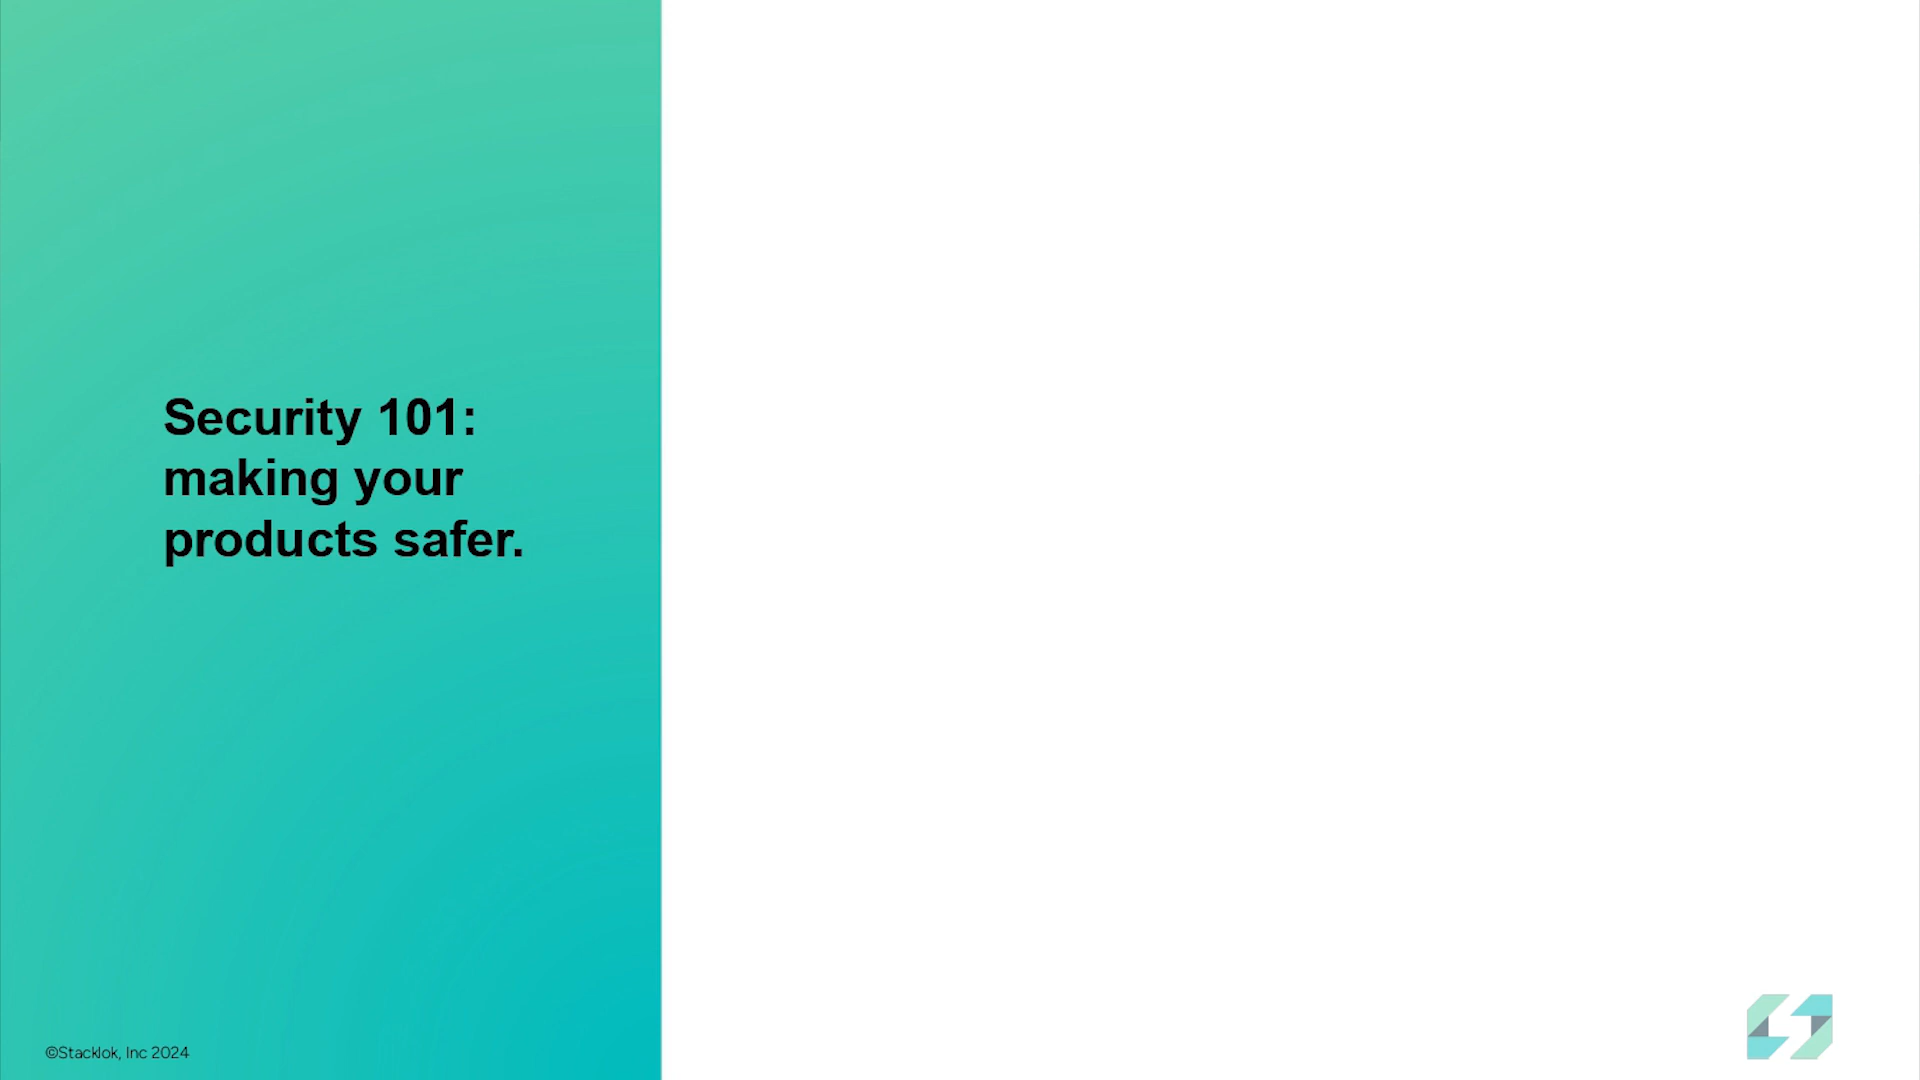 Security 101:
making your
products safer.
©Stacklok, Inc 2024